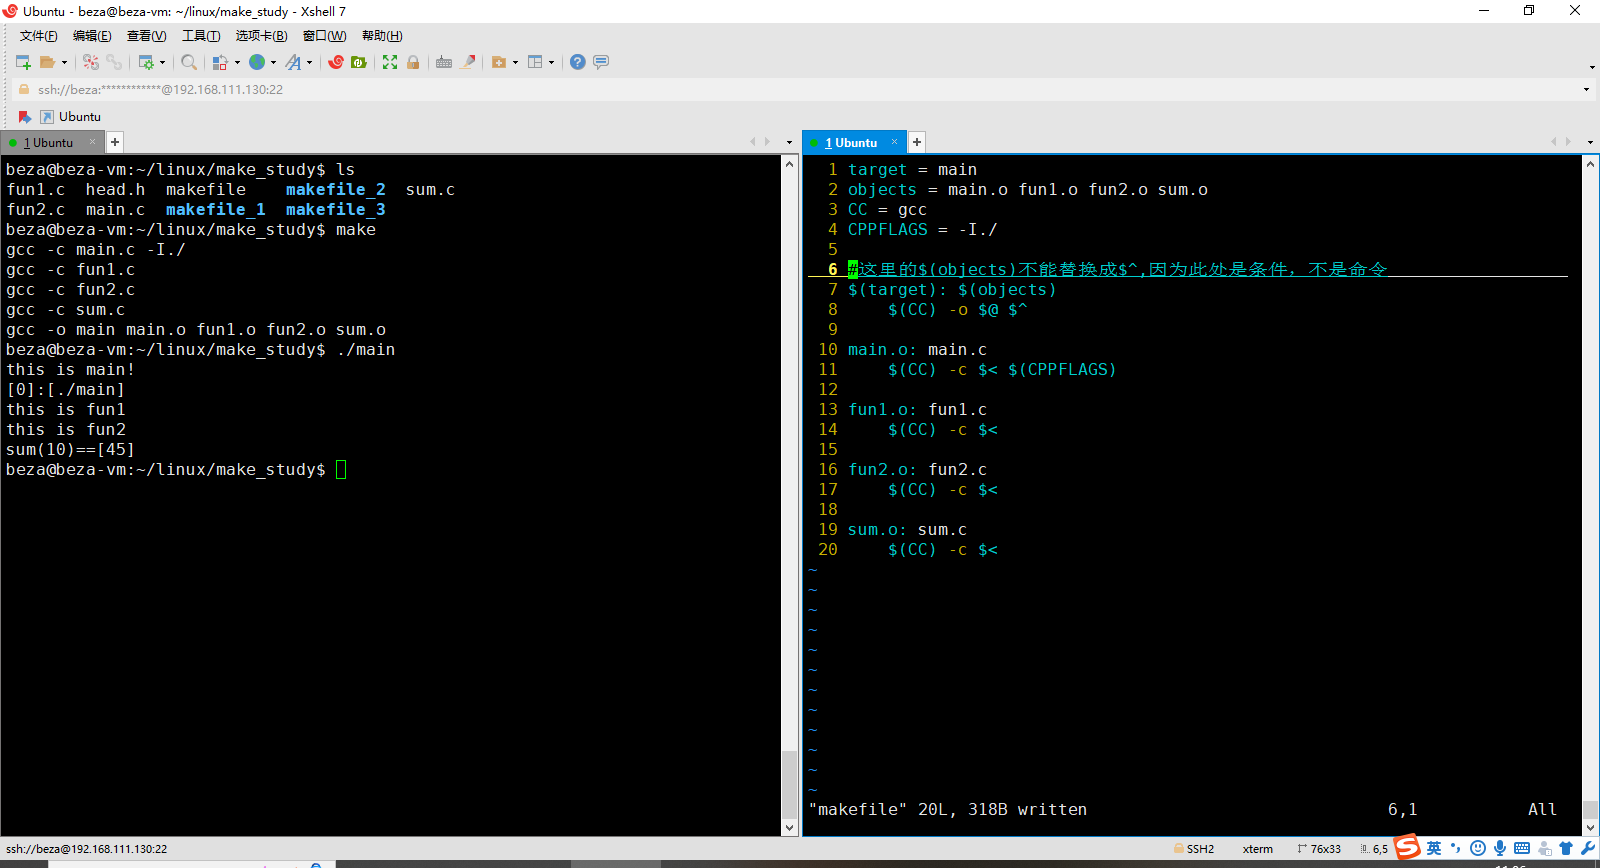 Ubuntu - beza@beza-vm: ~/linux/make_study - Xshell 7
文件(F) 编辑(E) 查看(V) 工具(T) 选项卡(B) 窗口(W) 帮助(H)
ssh://beza:************@192.168.111.130:22
Ubuntu
1 Ubuntu
beza@beza-vm:~/linux/make_study$ ls
fun1.c head.h makefile makefile_2 sum.c
fun2.c main.c makefile_1 makefile_3
beza@beza-vm:~/linux/make_study$ make
gcc -c main.c -I./
gcc -c fun1.c
gcc -c fun2.c
gcc -c sum.c
gcc -o main main.o fun1.o fun2.o sum.o
beza@beza-vm:~/linux/make_study$ ./main
this is main!
[0]:[./main]
this is fun1
this is fun2
sum(10)==[45]
beza@beza-vm:~/linux/make_study$
1 Ubuntu
1 target = main
2 objects = main.o fun1.o fun2.o sum.o
3 CC = gcc
4 CPPFLAGS = -I./
5
6 #这里的$(objects)不能替换成$^,因为此处是条件，不是命令
7 $(target): $(objects)
8 $(CC) -o $@ $^
9
10 main.o: main.c
11 $(CC) -c $< $(CPPFLAGS)
12
13 fun1.o: fun1.c
14 $(CC) -c $<
15
16 fun2.o: fun2.c
17 $(CC) -c $<
18
19 sum.o: sum.c
20 $(CC) -c $<
~
~
~
~
~
~
~
~
~
~
~
~
"makefile" 20L, 318B written 6,1 All
ssh://beza@192.168.111.130:22 SSH2 xterm 76x33 6,5 英